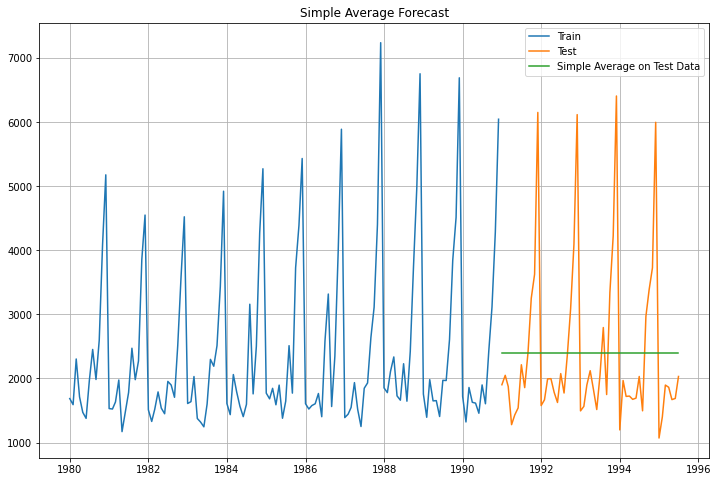 Simple Average Forecast
Train
Test
Simple Average on Test Data
7000
6000
5000
4000
3000
2000
1000
1980 1982 1984 1986 1988 1990 1992 1994 1996